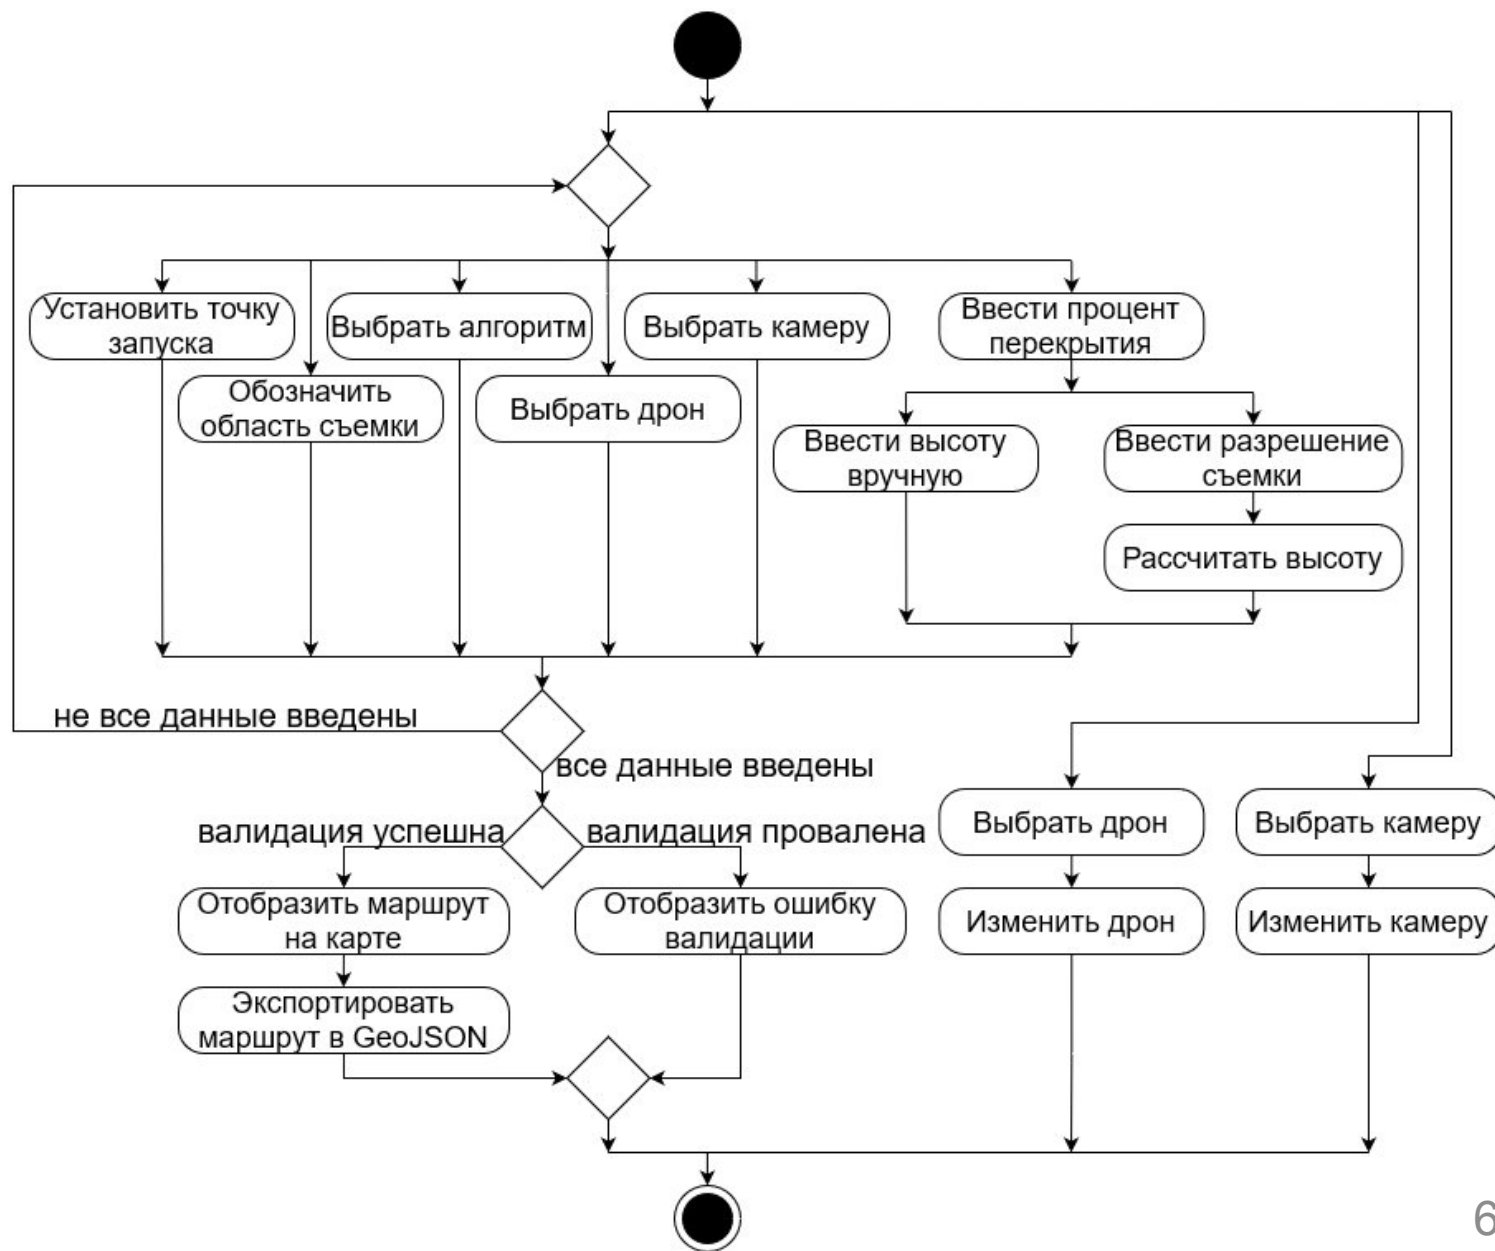 Установить точку
запуска
Выбрать алгоритм
Выбрать камеру
Ввести процент
перекрытия
Обозначить
область съемки
Выбрать дрон
Ввести высоту
вручную
Ввести разрешение
съемки
Рассчитать высоту
не все данные введены
все данные введены
валидация успешна
валидация провалена
Выбрать дрон
Выбрать камеру
Отобразить маршрут
на карте
Отобразить ошибку
валидации
Изменить дрон
Изменить камеру
Экспортировать
маршрут в GeoJSON
6